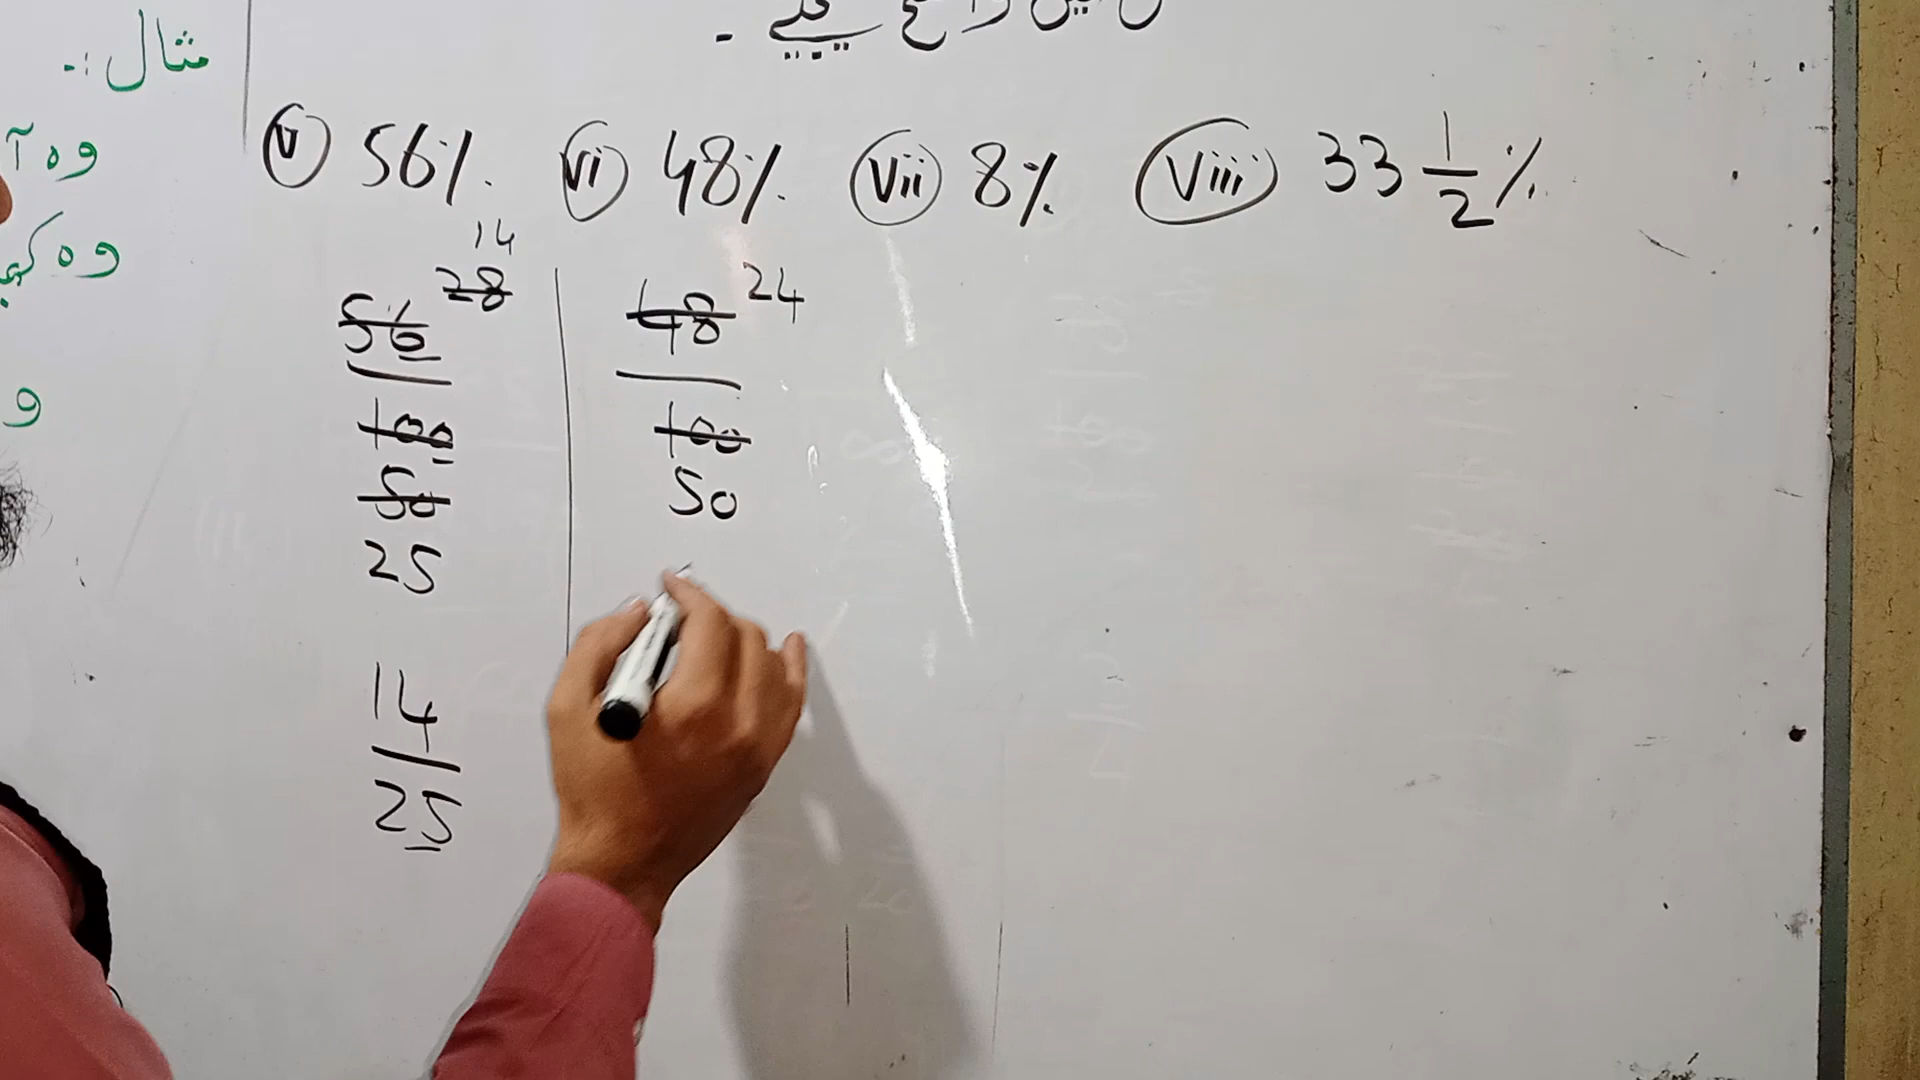 کیجیے ۔
مثال :۔
(v) 56% (vi) 48% (vii) 8% (viii) 33 1/2 %
وہ آ
وہ
و
14
28
56
100
50
25
14
25
24
48
100
50